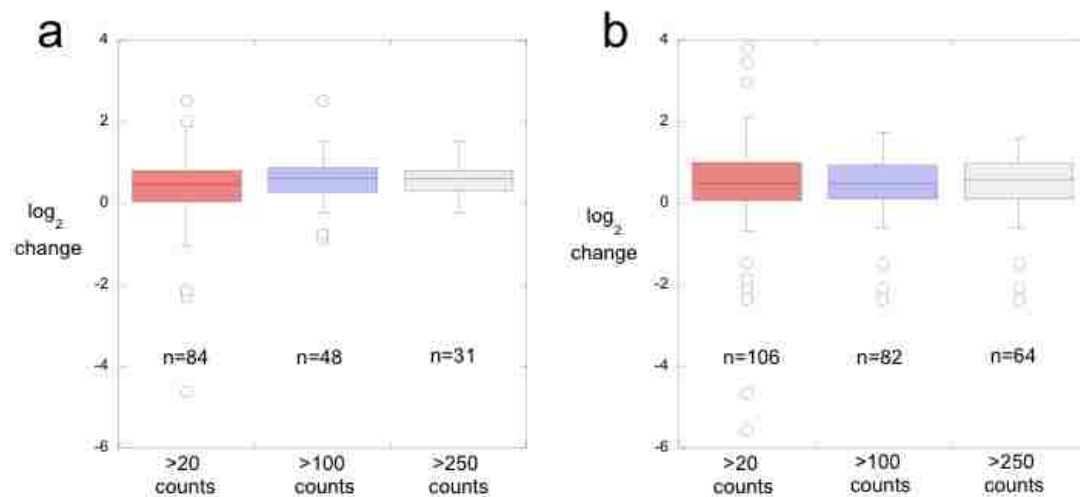 a
4
2
0
-2
-4
-6
log2
change
n=84
n=48
n=31
>20
counts
>100
counts
>250
counts
b
4
2
0
-2
-4
-6
log2
change
n=106
n=82
n=64
>20
counts
>100
counts
>250
counts